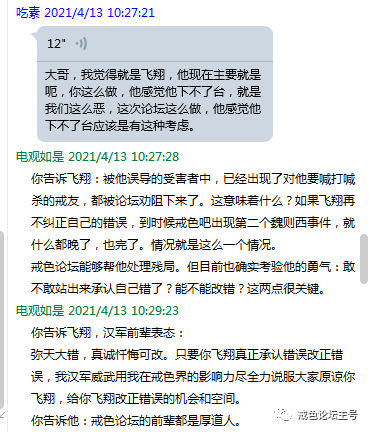 吃素 2021/4/13 10:27:21
12"
大哥，我觉得就是飞翔，他现在主要就是
呃，你这么做，他感觉他下不了台，就是
我们这么恶，这次论坛这么做，他感觉他
下不了台应该是有这种考虑。
电观如是 2021/4/13 10:27:28
你告诉飞翔：被他误导的受害者中，已经出现了对他要喊打喊
杀的戒友，都被论坛劝阻下来了。这意味着什么？如果飞翔再
不纠正自己的错误，到时候戒色吧出现第二个魏则西事件，就
什么都晚了，也完了。情况就是这么一个情况。
戒色论坛能够帮他处理残局。但目前也确实考验他的勇气：敢
不敢站出来承认自己错了？能不能改错？这两点很关键。
电观如是 2021/4/13 10:29:23
你告诉飞翔，汉军前辈表态：
弥天大错，真诚忏悔可改。只要你飞翔真正承认错误改正错
误，我汉军威武用我在戒色界的影响力尽全力说服大家原谅你
飞翔，给你飞翔改正错误的机会和空间。
你告诉他：戒色论坛的前辈都是厚道人。
戒色论坛主号